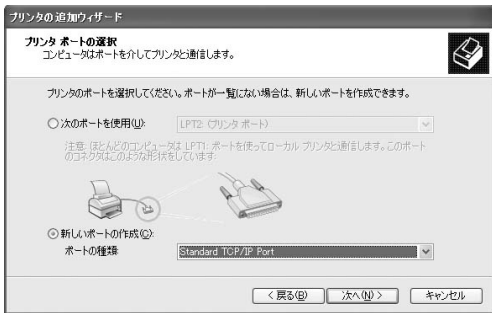 プリンタの追加ウィザード
プリンタ ポートの選択
コンピュータはポートを介してプリンタと通信します。
プリンタのポートを選択してください。ポートが一覧にない場合は、新しいポートを作成できます。
次のポートを使用(U):
LPT2: (プリンタ ポート)
注意: ほとんどのコンピュータは LPT1: ポートを使ってローカル プリンタと通信します。このポート
のコネクタはこのような形状をしています:
新しいポートの作成(C):
ポートの種類:
Standard TCP/IP Port
< 戻る(B)
次へ(N) >
キャンセル